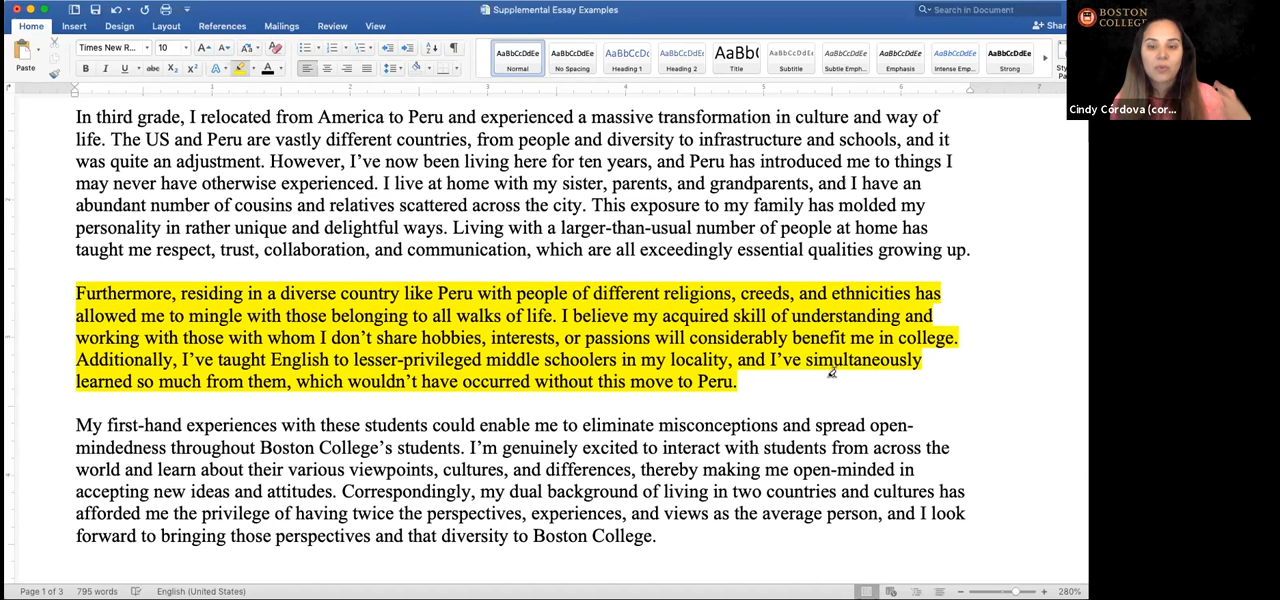 Supplemental Essay Examples
Search in Document
Home Insert Design Layout References Mailings Review View
Shar
Paste
Times New R... 10
B I U abc X₂ X²
AaBbCcDdEe AaBbCcDdEe AaBbCcDc AaBbCcDdEe AaBb( AaBbCcDdEe AaBbCcDdEe AaBbCcDdEe AaBbCcDdEe AaBbCcDdEe
Normal No Spacing Heading 1 Heading 2 Title Subtitle Subtle Emph... Emphasis Intense Emp... Strong
BOSTON
COLLEGE
Cindy Córdova (cor...
In third grade, I relocated from America to Peru and experienced a massive transformation in culture and way of
life. The US and Peru are vastly different countries, from people and diversity to infrastructure and schools, and it
was quite an adjustment. However, I’ve now been living here for ten years, and Peru has introduced me to things I
may never have otherwise experienced. I live at home with my sister, parents, and grandparents, and I have an
abundant number of cousins and relatives scattered across the city. This exposure to my family has molded my
personality in rather unique and delightful ways. Living with a larger-than-usual number of people at home has
taught me respect, trust, collaboration, and communication, which are all exceedingly essential qualities growing up.
Furthermore, residing in a diverse country like Peru with people of different religions, creeds, and ethnicities has
allowed me to mingle with those belonging to all walks of life. I believe my acquired skill of understanding and
working with those with whom I don’t share hobbies, interests, or passions will considerably benefit me in college.
Additionally, I’ve taught English to lesser-privileged middle schoolers in my locality, and I’ve simultaneously
learned so much from them, which wouldn’t have occurred without this move to Peru.
My first-hand experiences with these students could enable me to eliminate misconceptions and spread open-
mindedness throughout Boston College’s students. I’m genuinely excited to interact with students from across the
world and learn about their various viewpoints, cultures, and differences, thereby making me open-minded in
accepting new ideas and attitudes. Correspondingly, my dual background of living in two countries and cultures has
afforded me the privilege of having twice the perspectives, experiences, and views as the average person, and I look
forward to bringing those perspectives and that diversity to Boston College.
Page 1 of 3 795 words English (United States) 280%